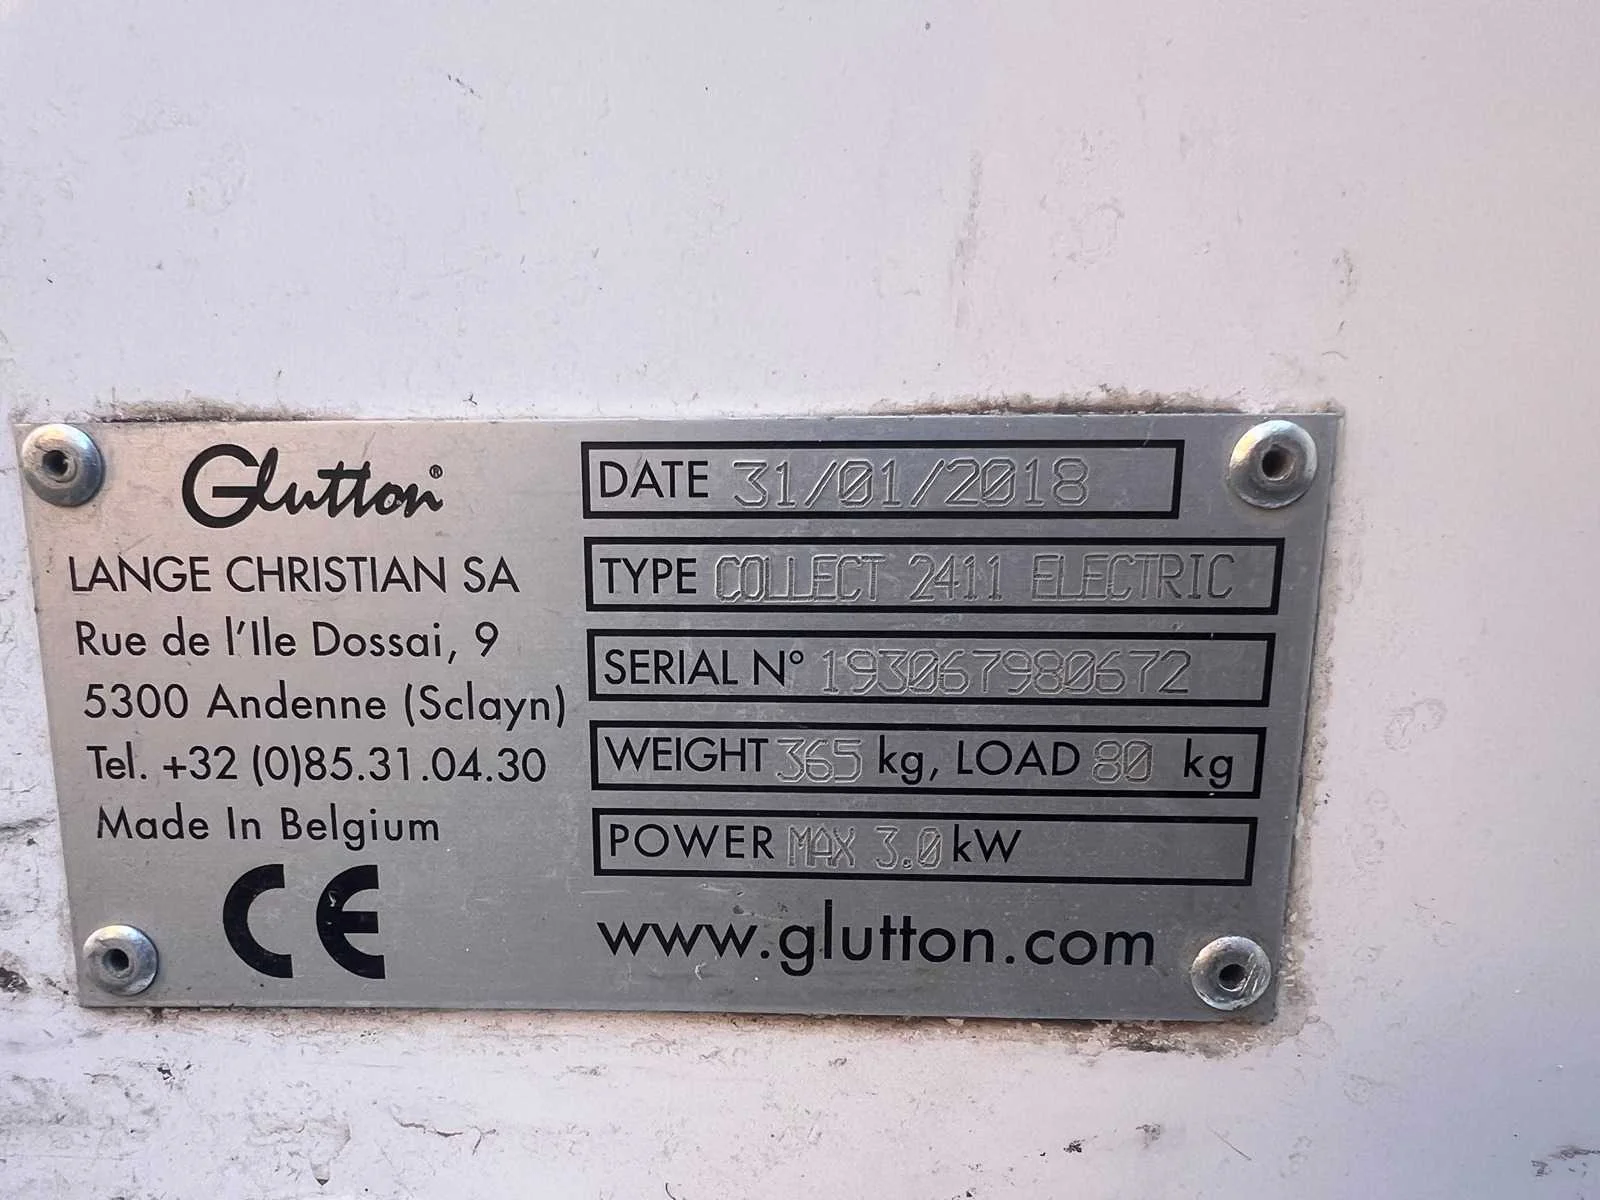 Glutton®
LANGE CHRISTIAN SA
Rue de l'Ile Dossai, 9
5300 Andenne (Sclayn)
Tel. +32 (0)85.31.04.30
Made In Belgium
CE
DATE 31/01/2018
TYPE COLLECT 2411 ELECTRIC
SERIAL N° 193067980672
WEIGHT 365 kg, LOAD 80 kg
POWER MAX 3.0 kW
www.glutton.com